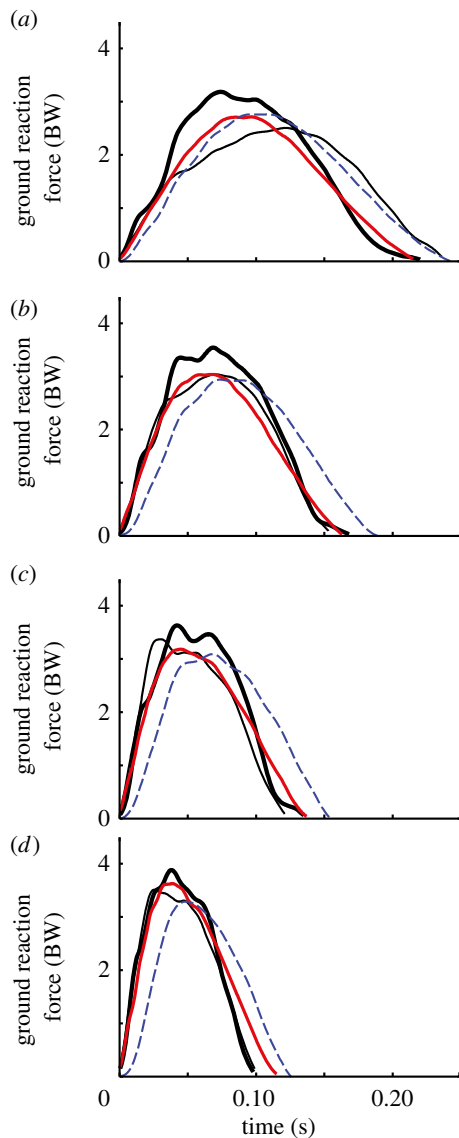 (a)
4
2
0
ground reaction
force (BW)
(b)
4
2
0
ground reaction
force (BW)
(c)
4
2
0
ground reaction
force (BW)
(d)
4
2
ground reaction
force (BW)
0 0.10 0.20
time (s)